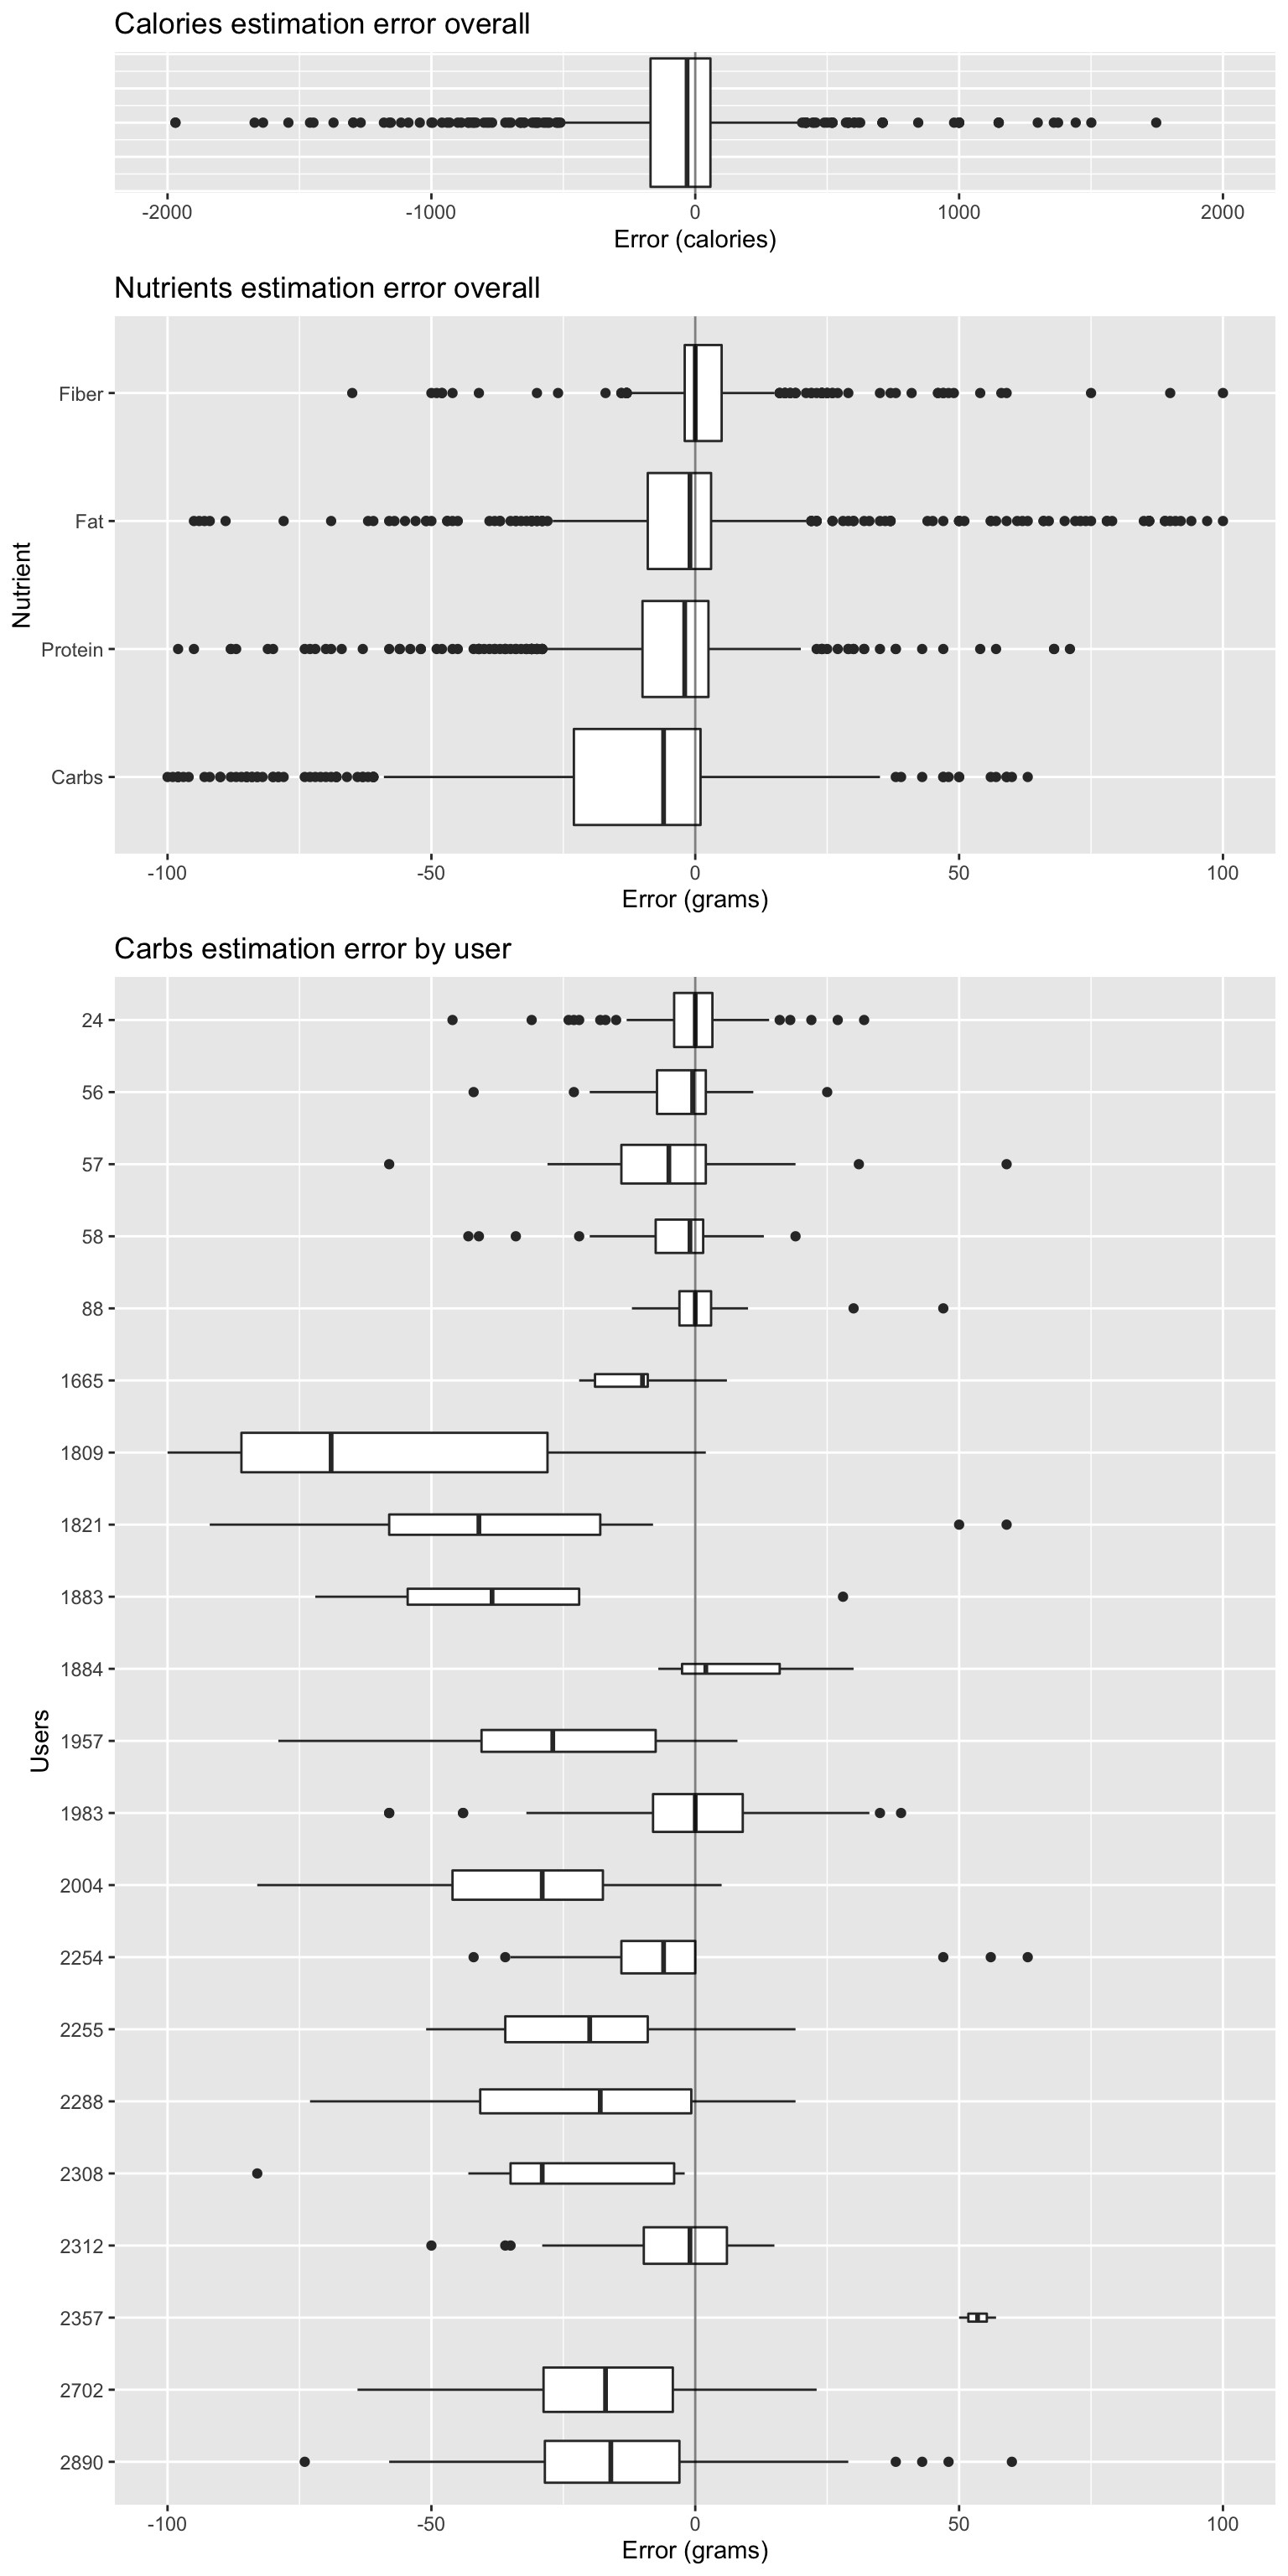 Calories estimation error overall
-2000 -1000 0 1000 2000
Error (calories)
Nutrients estimation error overall
Nutrient
Fiber
Fat
Protein
Carbs
-100 -50 0 50 100
Error (grams)
Carbs estimation error by user
Users
24
56
57
58
88
1665
1809
1821
1883
1884
1957
1983
2004
2254
2255
2288
2308
2312
2357
2702
2890
-100 -50 0 50 100
Error (grams)